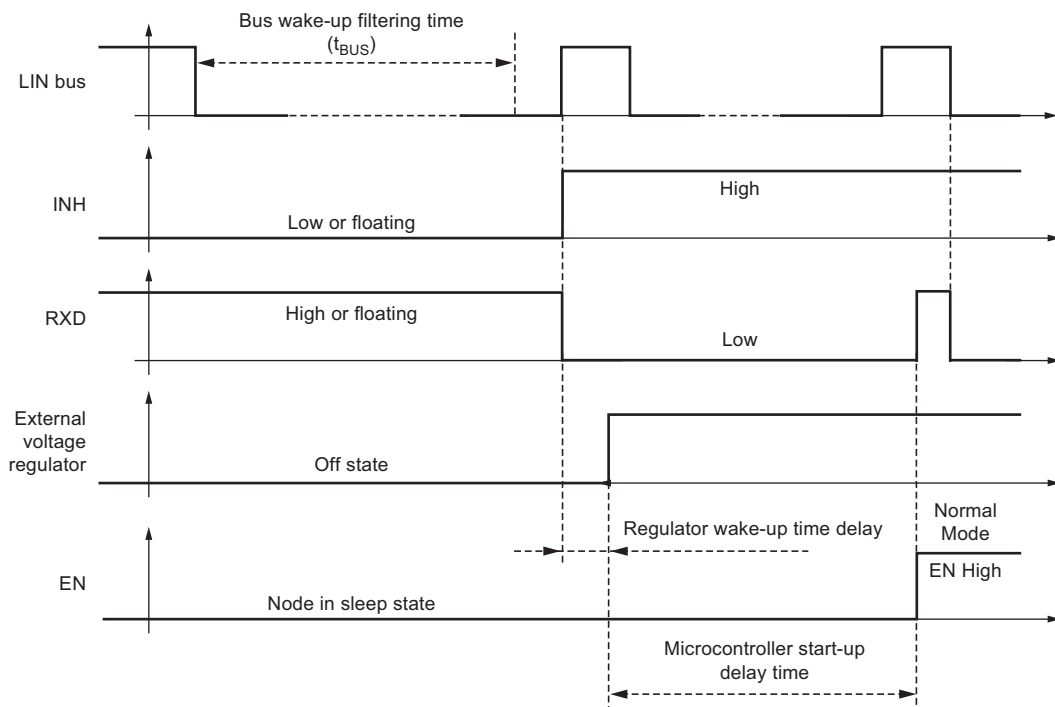 Bus wake-up filtering time
(tBUS)
LIN bus
INH
High
Low or floating
RXD
High or floating
Low
External
voltage
regulator
Off state
Regulator wake-up time delay
Normal
Mode
EN
EN High
Node in sleep state
Microcontroller start-up
delay time